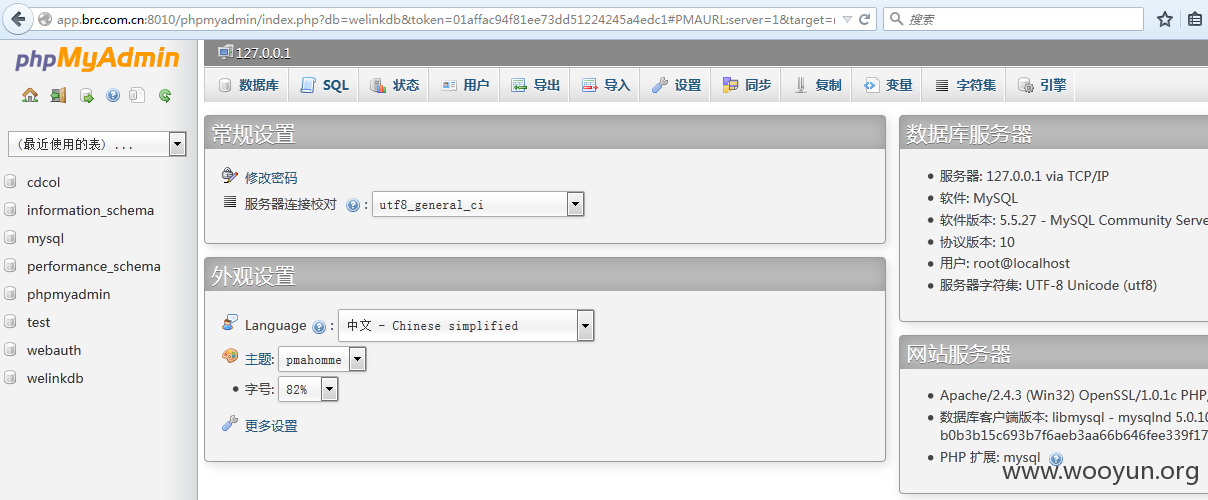 app.brc.com.cn:8010/phpmyadmin/index.php?db=welinkdb&token=01affac94f81ee73dd51224245a4edc1#PMAURL:server=1&target=
搜索
phpMyAdmin
127.0.0.1
数据库 SQL 状态 用户 导出 导入 设置 同步 复制 变量 字符集 引擎
(最近使用的表) ...
cdcol
information_schema
mysql
performance_schema
phpmyadmin
test
webauth
welinkdb
常规设置
修改密码
服务器连接校对 : utf8_general_ci
外观设置
Language : 中文 - Chinese simplified
主题: pmahomme
字号: 82%
更多设置
数据库服务器
服务器: 127.0.0.1 via TCP/IP
软件: MySQL
软件版本: 5.5.27 - MySQL Community Serve
协议版本: 10
用户: root@localhost
服务器字符集: UTF-8 Unicode (utf8)
网站服务器
Apache/2.4.3 (Win32) OpenSSL/1.0.1c PHP/
数据库客户端版本: libmysql - mysqlnd 5.0.10
b0b3b15c693b7f6aeb3aa66b646fee339f17
PHP 扩展: mysql
www.wooyun.org